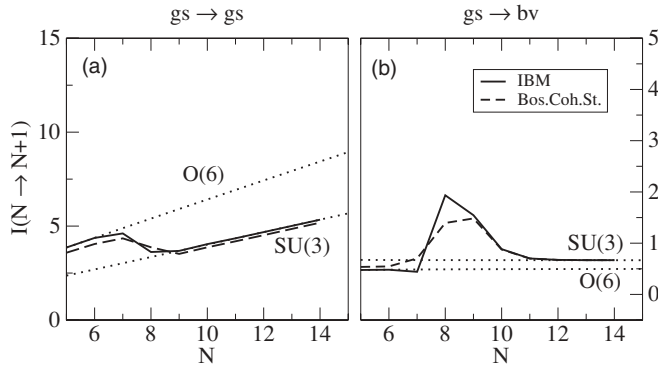 gs → gs
gs → bv
I(N → N+1)
15
10
5
0
(a)
O(6)
SU(3)
6
8
10
12
14
N
(b)
IBM
Bos.Coh.St.
SU(3)
O(6)
5
4
3
2
1
0
6
8
10
12
14
N